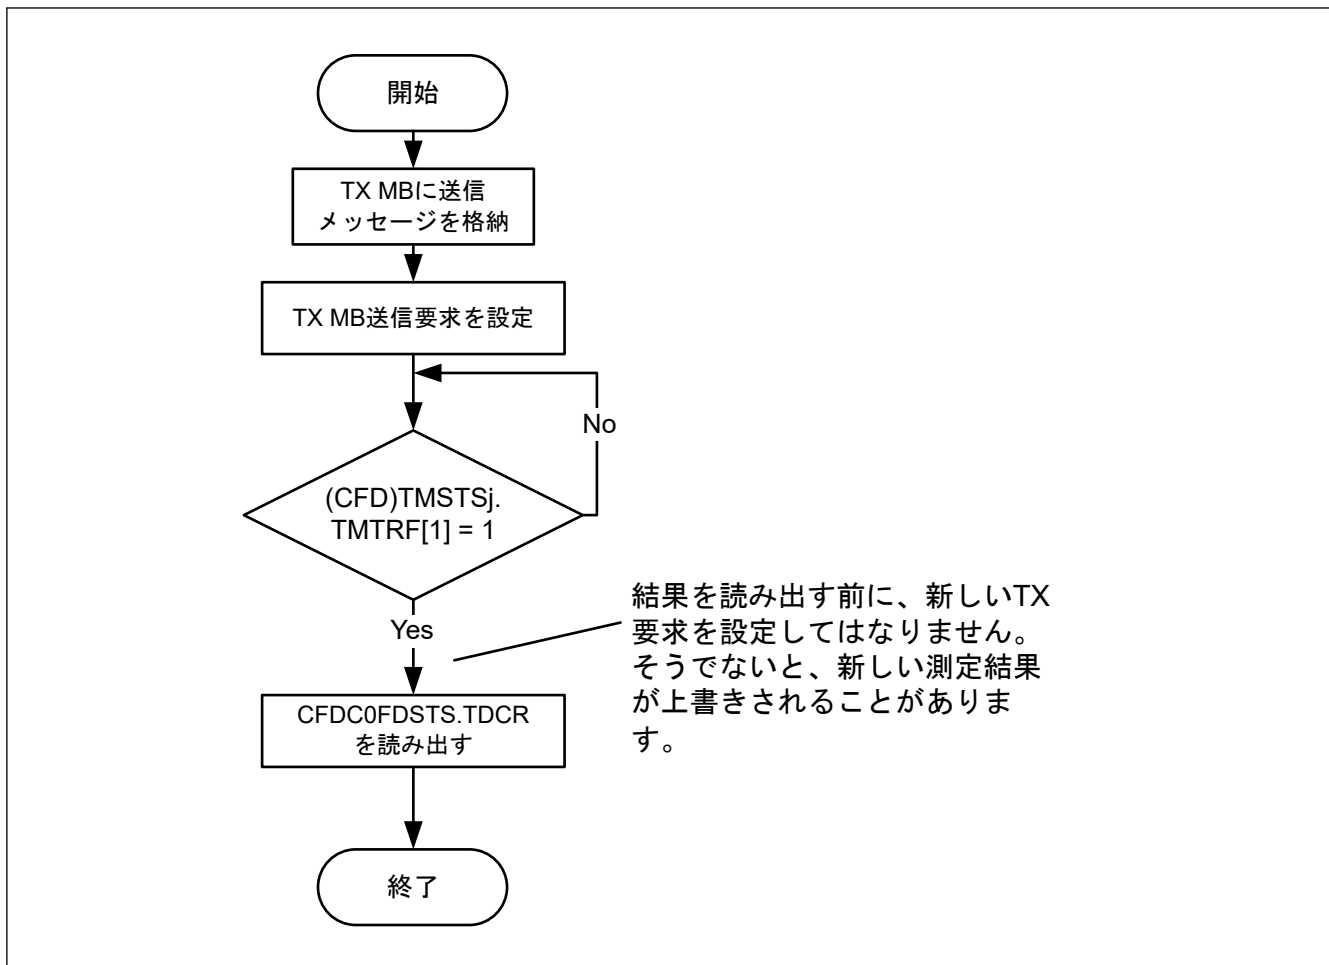 開始
TX MBに送信
メッセージを格納
TX MB送信要求を設定
No
(CFD)TMSTSj.
TMTRF[1] = 1
Yes
結果を読み出す前に、新しいTX
要求を設定してはなりません。
そうでないと、新しい測定結果
が上書きされることがありま
す。
CFDC0FDSTS.TDCR
を読み出す
終了